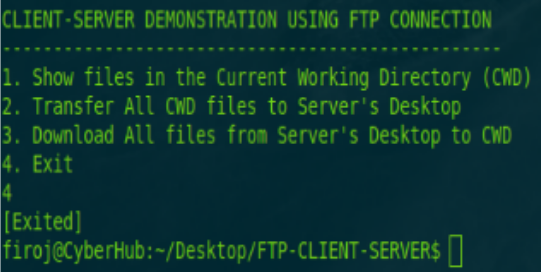 CLIENT-SERVER DEMONSTRATION USING FTP CONNECTION
-------------------------------------------------
1. Show files in the Current Working Directory (CWD)
2. Transfer All CWD files to Server's Desktop
3. Download All files from Server's Desktop to CWD
4. Exit
4
[Exited]
firoj@CyberHub:~/Desktop/FTP-CLIENT-SERVER$